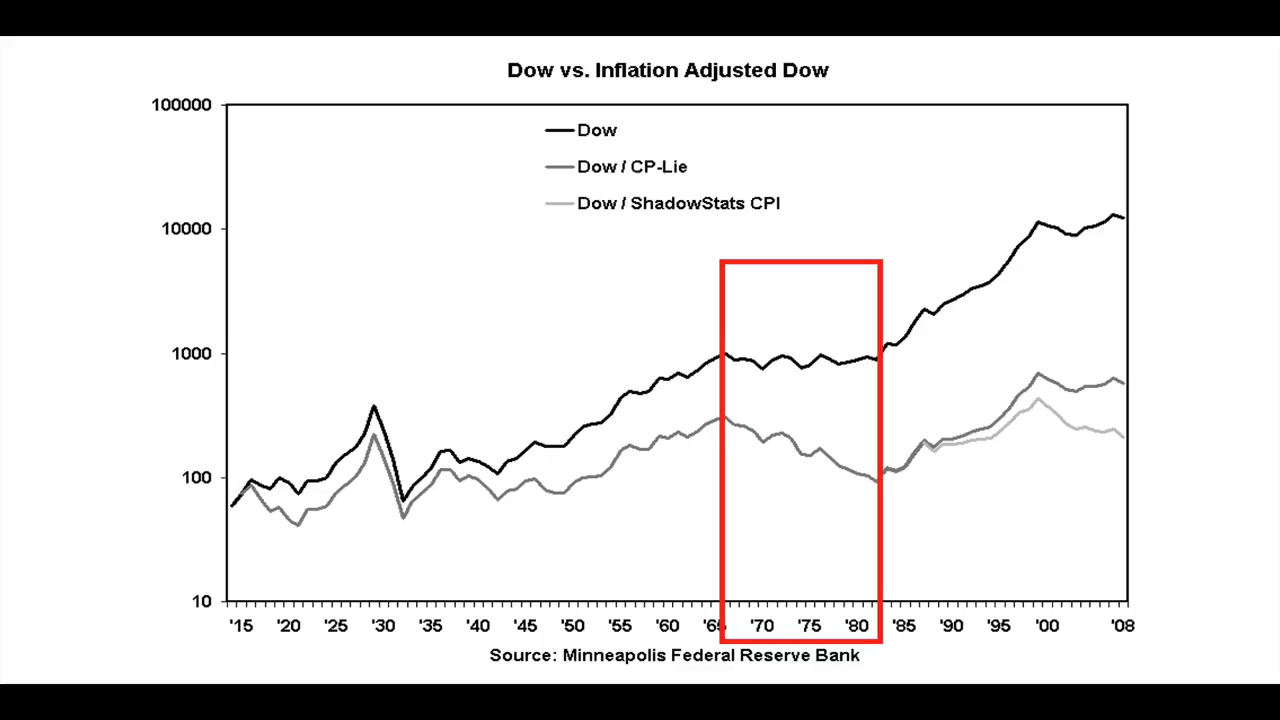 Dow vs. Inflation Adjusted Dow
100000
10000
1000
100
10
Dow
Dow / CP-Lie
Dow / ShadowStats CPI
'15 '20 '25 '30 '35 '40 '45 '50 '55 '60 '65 '70 '75 '80 '85 '90 '95 '00 '08
Source: Minneapolis Federal Reserve Bank